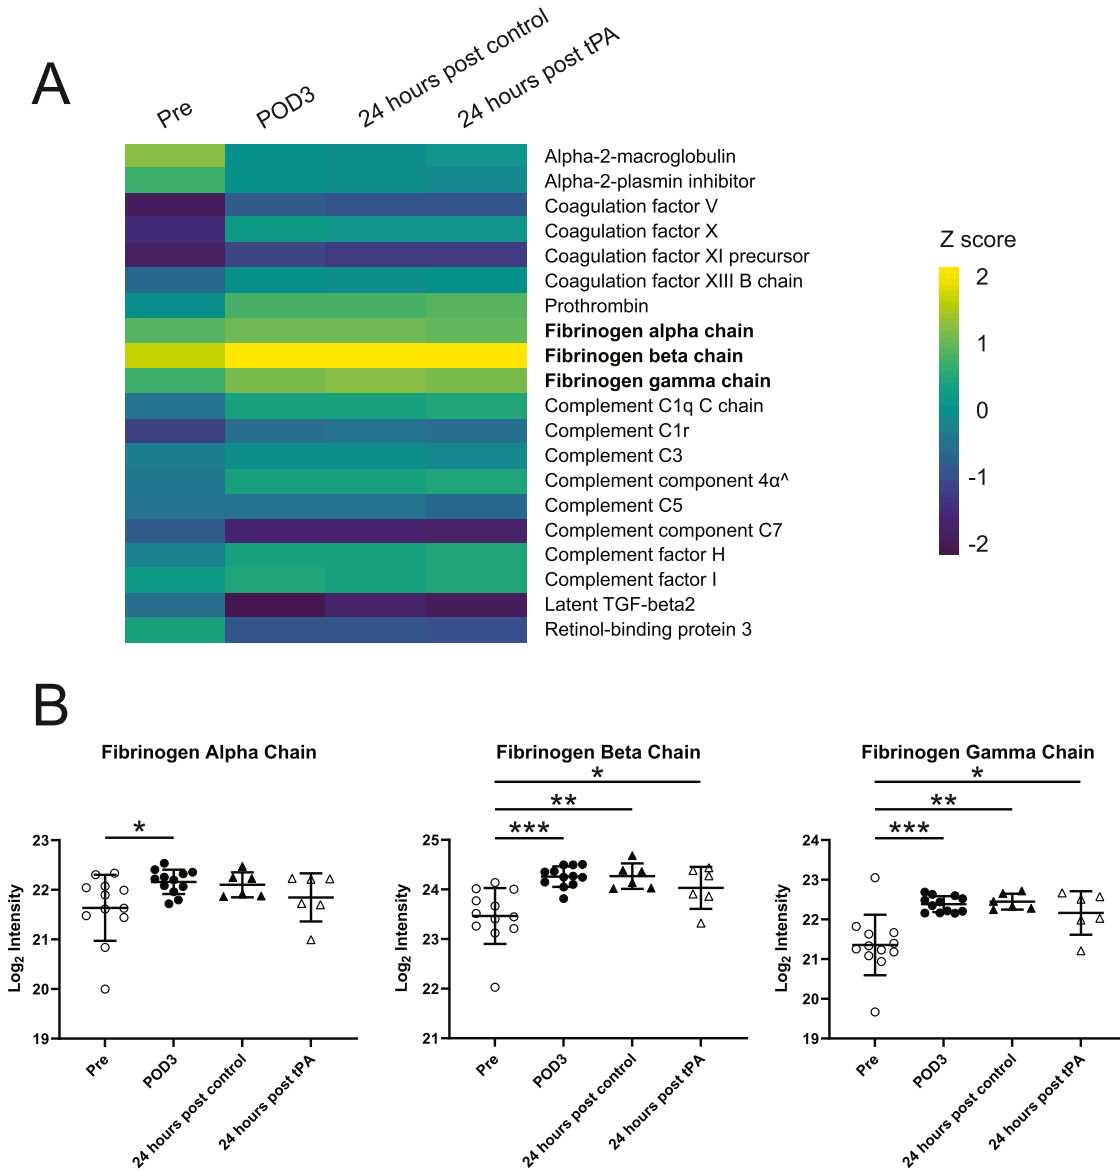 A
Pre
POD3
24 hours post control
24 hours post tPA
Alpha-2-macroglobulin
Alpha-2-plasmin inhibitor
Coagulation factor V
Coagulation factor X
Coagulation factor XI precursor
Coagulation factor XIII B chain
Prothrombin
Fibrinogen alpha chain
Fibrinogen beta chain
Fibrinogen gamma chain
Complement C1q C chain
Complement C1r
Complement C3
Complement component 4α^
Complement C5
Complement component C7
Complement factor H
Complement factor I
Latent TGF-beta2
Retinol-binding protein 3
Z score
2
1
0
-1
-2
B
Fibrinogen Alpha Chain
*
Log2 Intensity
23
22
21
20
19
Pre
POD3
24 hours post control
24 hours post tPA
Fibrinogen Beta Chain
*
**
***
Log2 Intensity
25
24
23
22
21
Pre
POD3
24 hours post control
24 hours post tPA
Fibrinogen Gamma Chain
*
**
***
Log2 Intensity
24
23
22
21
20
19
Pre
POD3
24 hours post control
24 hours post tPA